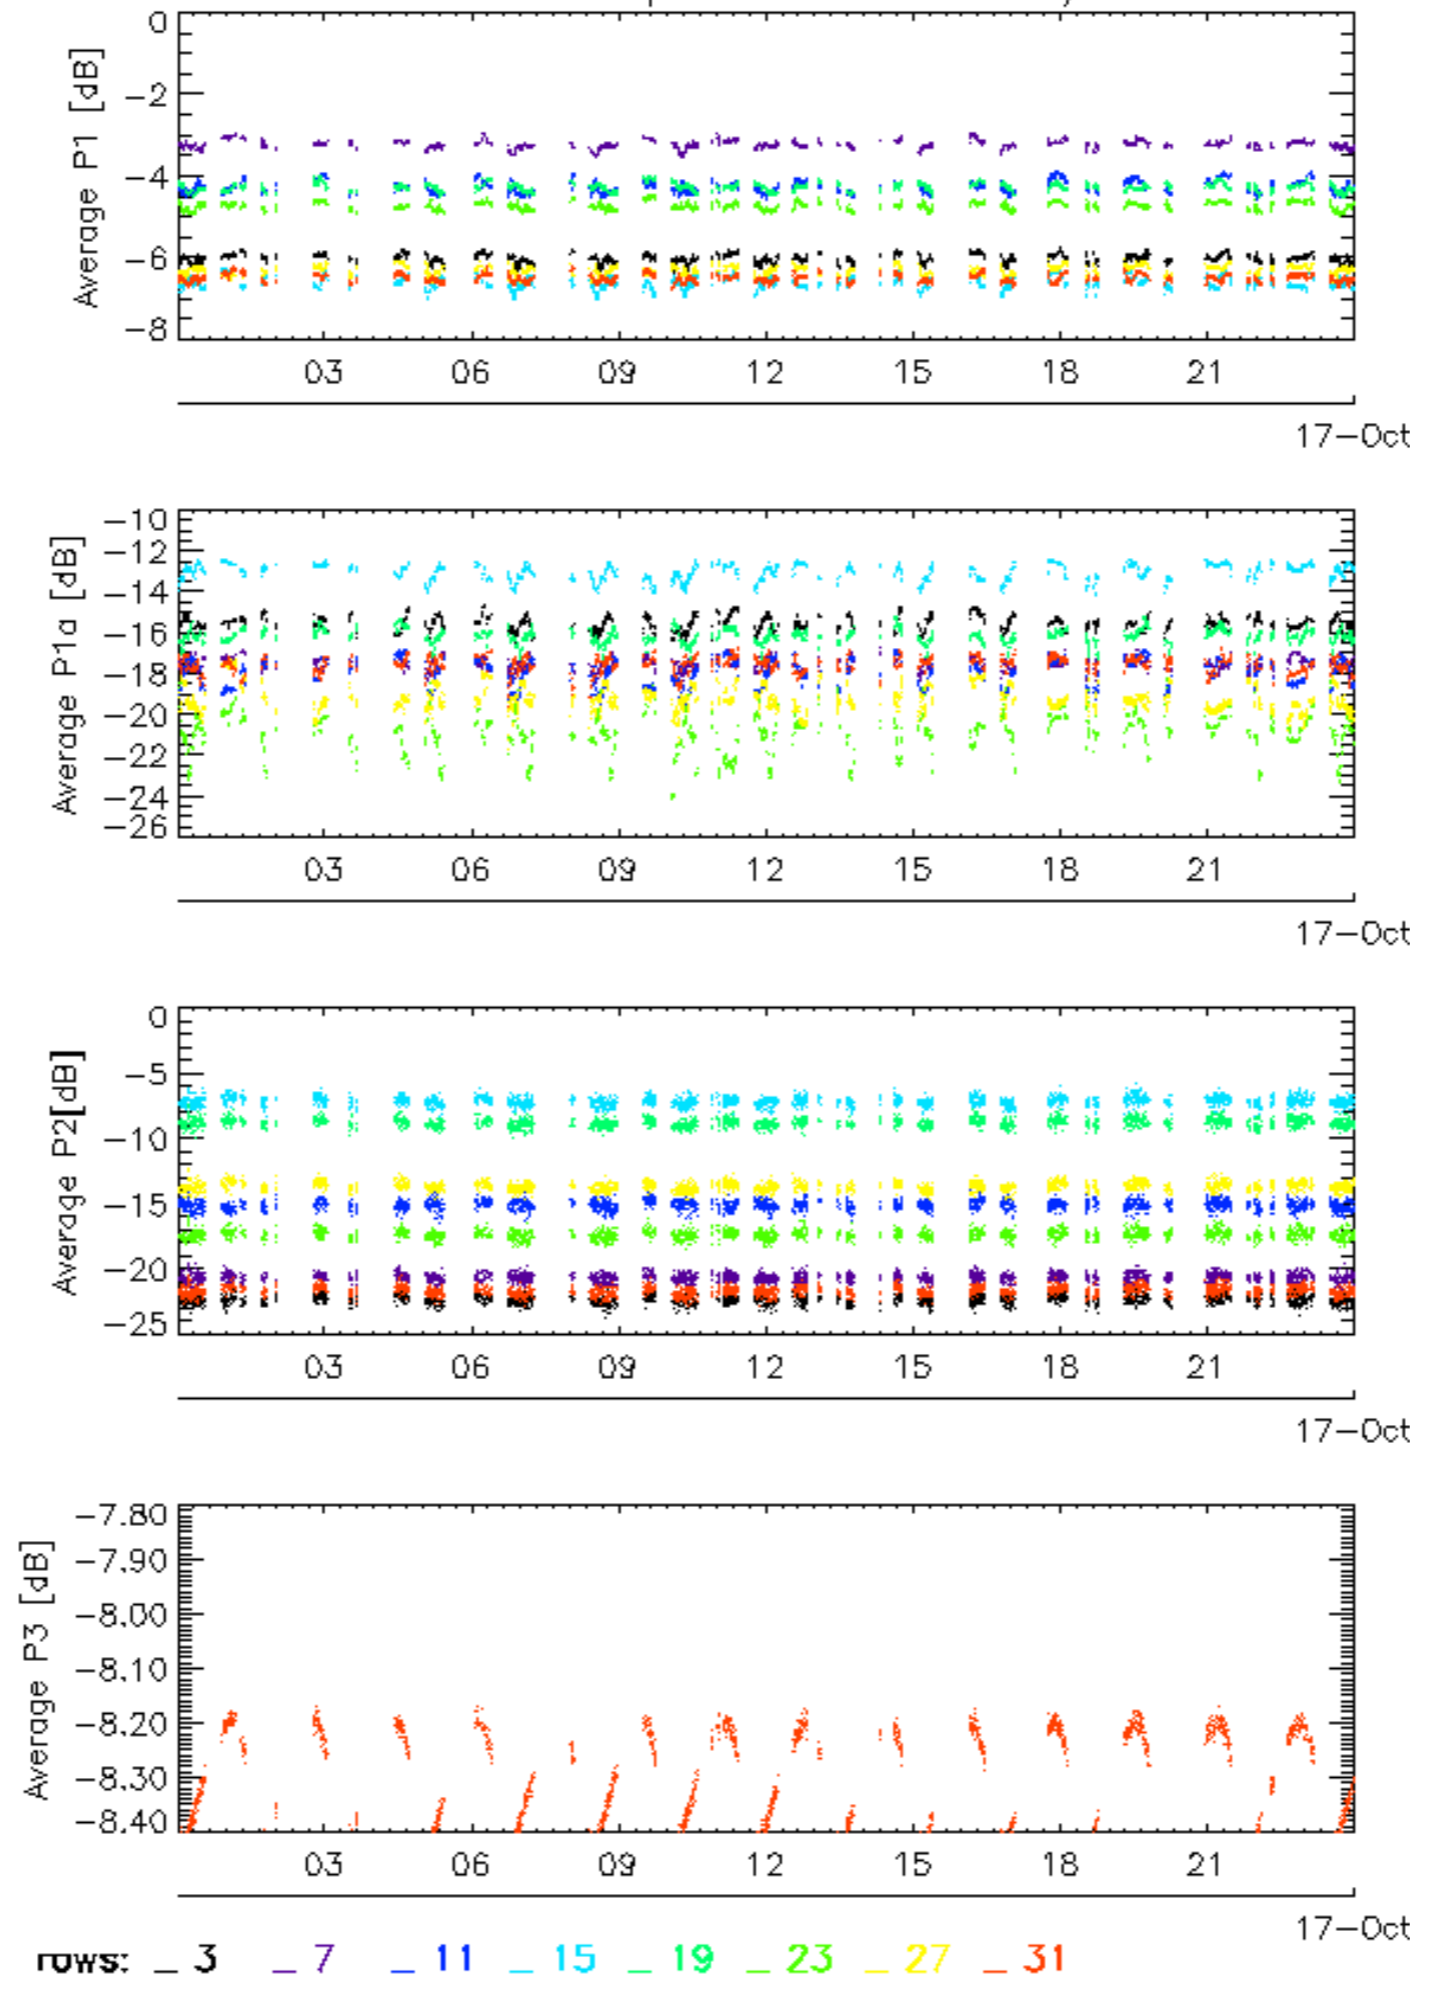 0
-2
-4
-6
-8
Average P1 [dB]
03 06 09 12 15 18 21
17-Oct
-10
-12
-14
-16
-18
-20
-22
-24
-26
Average P1a [dB]
03 06 09 12 15 18 21
17-Oct
0
-5
-10
-15
-20
-25
Average P2[dB]
03 06 09 12 15 18 21
17-Oct
-7.80
-7.90
-8.00
-8.10
-8.20
-8.30
-8.40
Average P3 [dB]
03 06 09 12 15 18 21
17-Oct
rows: _ 3 _ 7 _ 11 _ 15 _ 19 _ 23 _ 27 _ 31